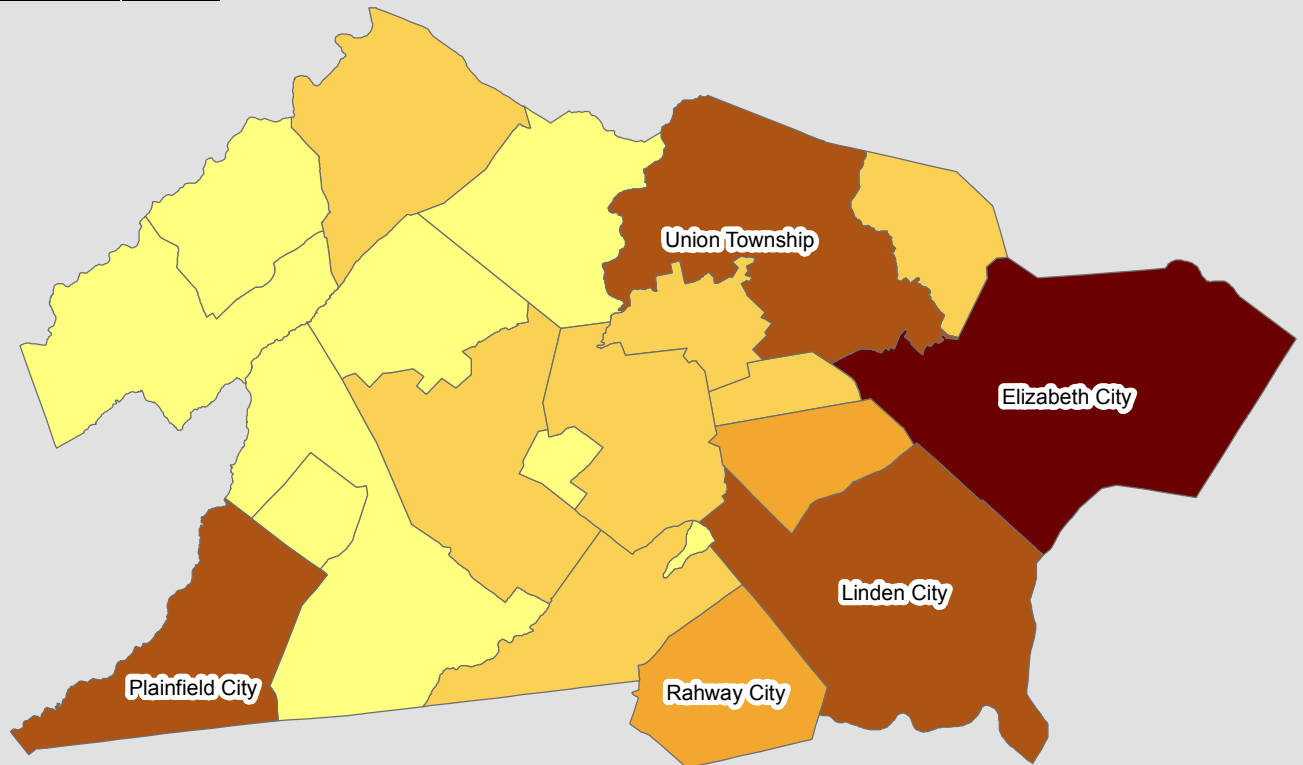 Union Township
Elizabeth City
Linden City
Plainfield City
Rahway City